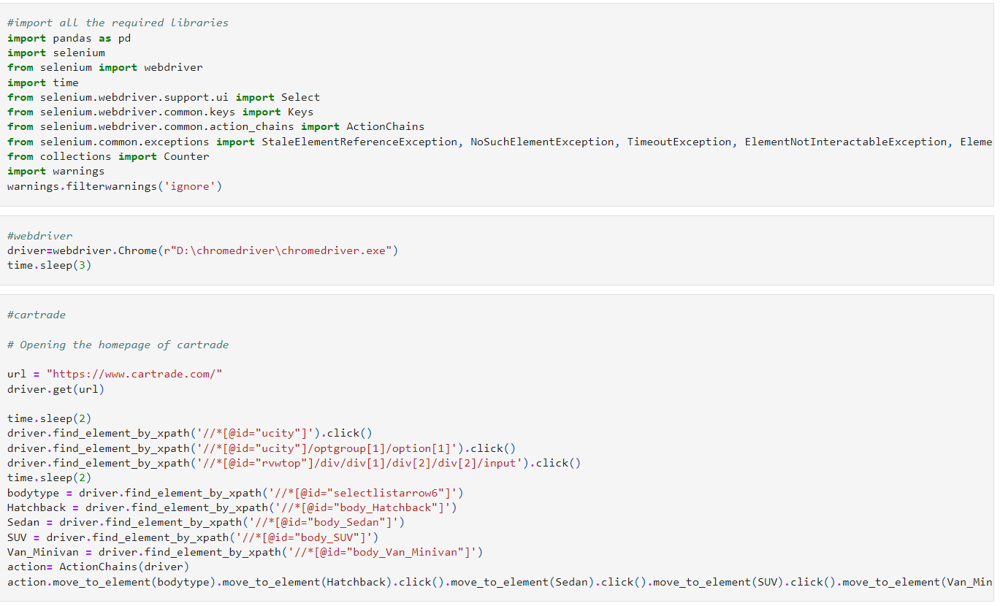 #import all the required libraries
import pandas as pd
import selenium
from selenium import webdriver
import time
from selenium.webdriver.support.ui import Select
from selenium.webdriver.common.keys import Keys
from selenium.webdriver.common.action_chains import ActionChains
from selenium.common.exceptions import StaleElementReferenceException, NoSuchElementException, TimeoutException, ElementNotInteractableException, Eleme
from collections import Counter
import warnings
warnings.filterwarnings('ignore')
#webdriver
driver=webdriver.Chrome(r"D:\chromedriver\chromedriver.exe")
time.sleep(3)
#cartrade
# Opening the homepage of cartrade
url = "https://www.cartrade.com/"
driver.get(url)
time.sleep(2)
driver.find_element_by_xpath('//*[@id="ucity"]').click()
driver.find_element_by_xpath('//*[@id="ucity"]/optgroup[1]/option[1]').click()
driver.find_element_by_xpath('//*[@id="rvwtop"]/div/div[1]/div[2]/div[2]/input').click()
time.sleep(2)
bodytype = driver.find_element_by_xpath('//*[@id="selectlistarrow6"]')
Hatchback = driver.find_element_by_xpath('//*[@id="body_Hatchback"]')
Sedan = driver.find_element_by_xpath('//*[@id="body_Sedan"]')
SUV = driver.find_element_by_xpath('//*[@id="body_SUV"]')
Van_Minivan = driver.find_element_by_xpath('//*[@id="body_Van_Minivan"]')
action= ActionChains(driver)
action.move_to_element(bodytype).move_to_element(Hatchback).click().move_to_element(Sedan).click().move_to_element(SUV).click().move_to_element(Van_Min